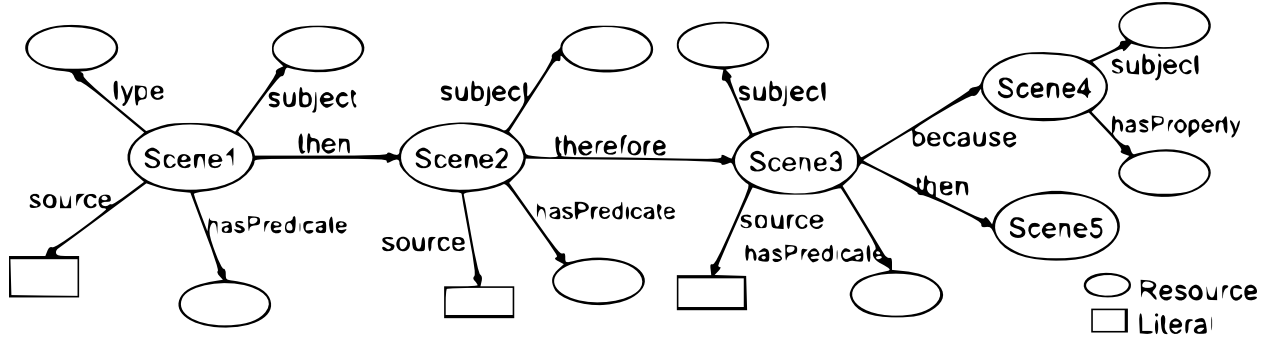 type
subject
subject
subject
subject
Scene4
hasProperty
because
then
therefore
Scene1
Scene2
Scene3
then
source
hasPredicate
hasPredicate
source
source
hasPredicate
Scene5
Resource
Literal